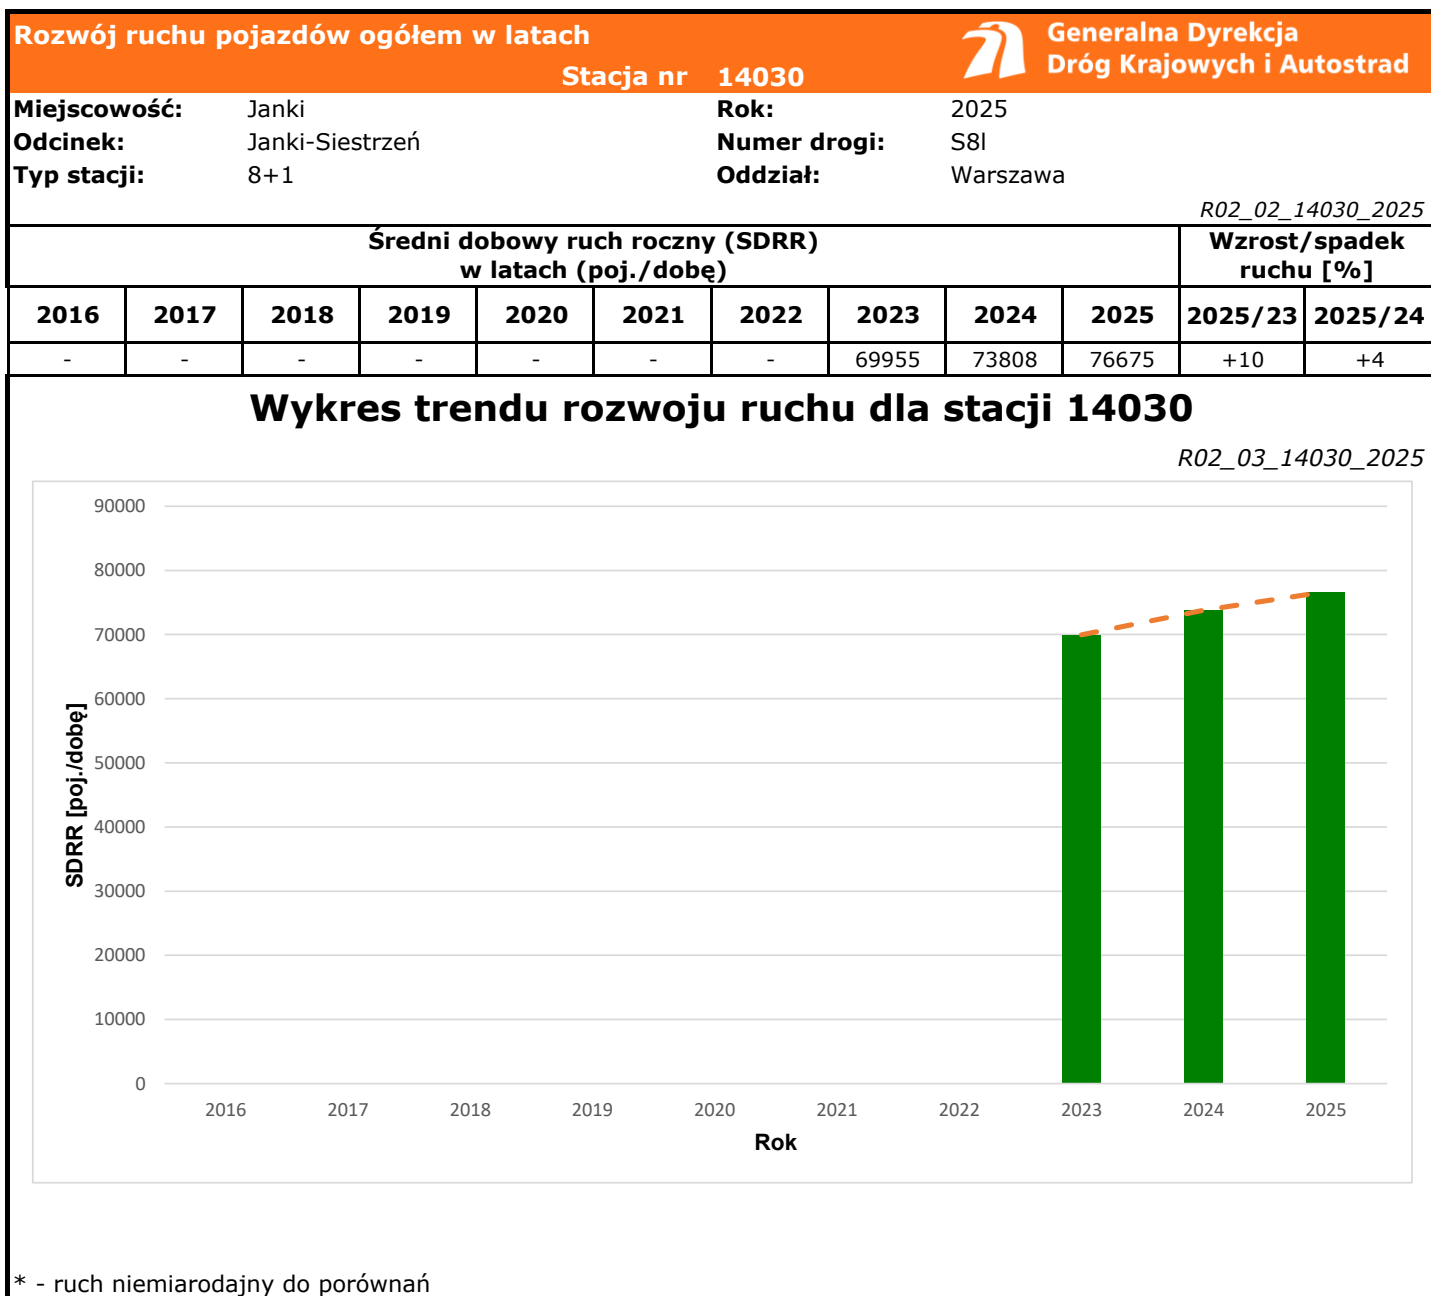 Rozwój ruchu pojazdów ogółem w latach
Generalna Dyrekcja
Dróg Krajowych i Autostrad
Stacja nr 14030
Miejscowość: Janki Rok: 2025
Odcinek: Janki-Siestrzeń Numer drogi: S8l
Typ stacji: 8+1 Oddział: Warszawa
R02_02_14030_2025
Średni dobowy ruch roczny (SDRR)
w latach (poj./dobę)
Wzrost/spadek
ruchu [%]
2016 2017 2018 2019 2020 2021 2022 2023 2024 2025 2025/23 2025/24
- - - - - - - 69955 73808 76675 +10 +4
Wykres trendu rozwoju ruchu dla stacji 14030
R02_03_14030_2025
90000
80000
70000
60000
50000
40000
30000
20000
10000
0
SDRR [poj./dobę]
2016 2017 2018 2019 2020 2021 2022 2023 2024 2025
Rok
* - ruch niemiarodajny do porównań